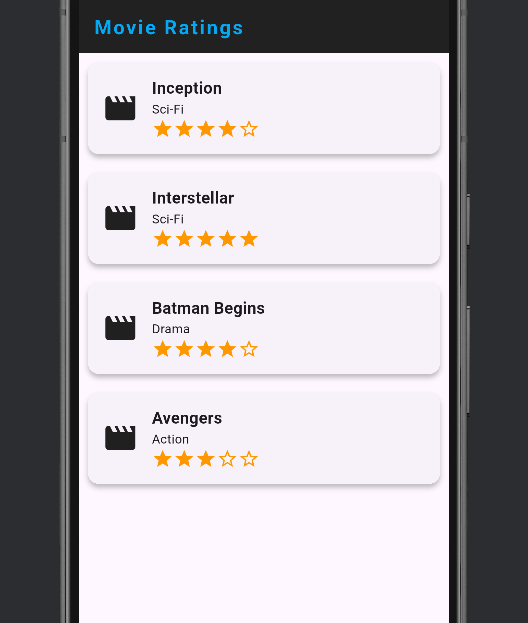 Movie Ratings
Inception
Sci-Fi
Interstellar
Sci-Fi
Batman Begins
Drama
Avengers
Action